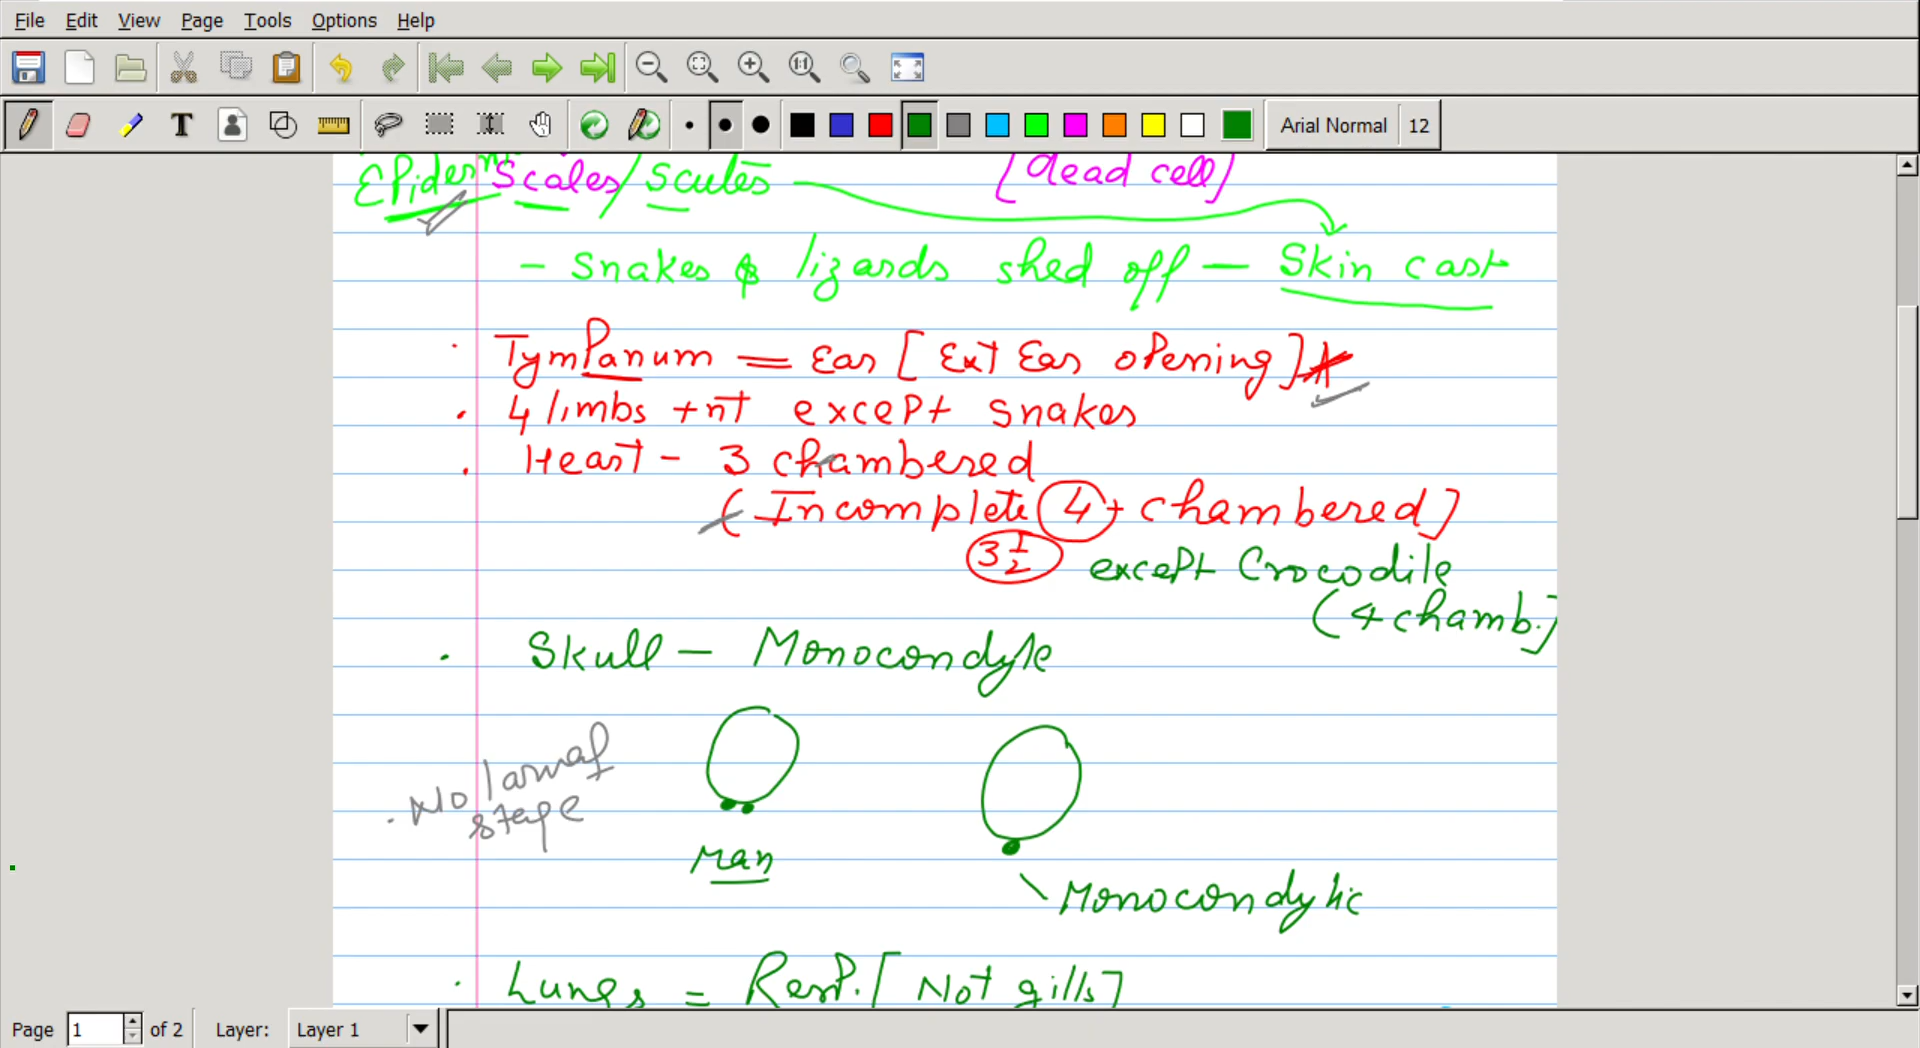 File Edit View Page Tools Options Help
Arial Normal 12
Epiderm Scales/Scutes [dead cell]
- Snakes & lizards shed off - Skin cast
· Tympanum = Ear [Ext Ear opening]
· 4 limbs +nt except snakes
· Heart - 3 chambered
(Incomplete 4+ chambered]
3½ except Crocodile
(4 chamb.]
· Skull - Monocondyle
· No larval
stage
Man
Monocondylic
· Lungs = Resp. [Not gills]
Page 1 of 2 Layer: Layer 1